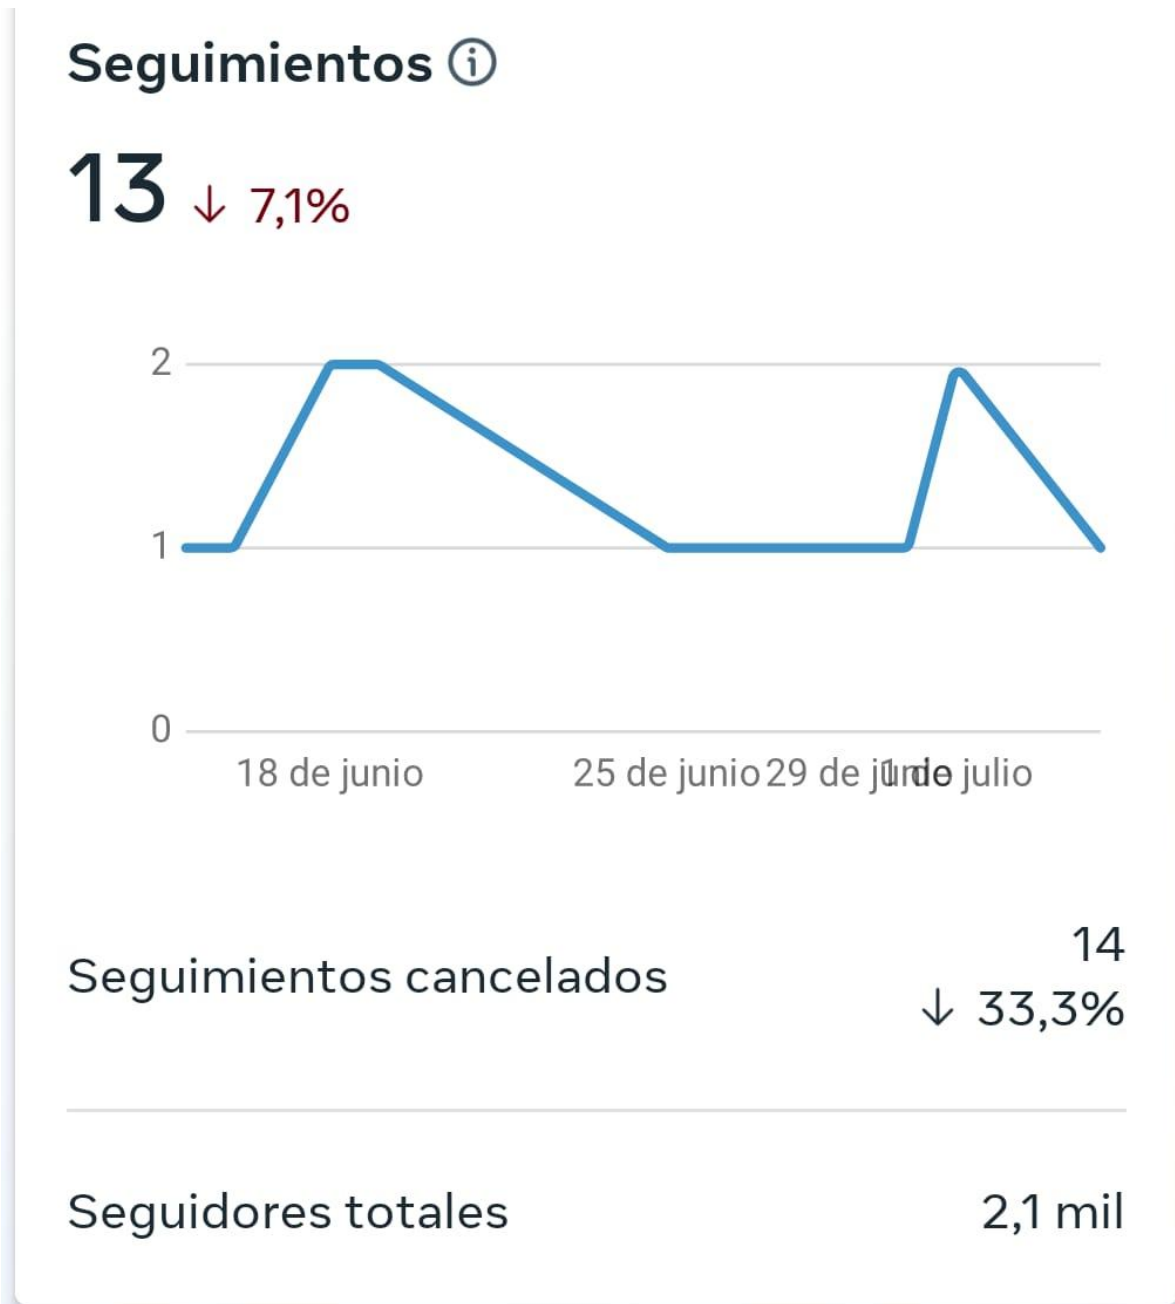 Seguimientos
13 ↓ 7,1%
2
1
0
18 de junio
25 de junio
29 de junio
1 de julio
Seguimientos cancelados
14
↓ 33,3%
Seguidores totales
2,1 mil